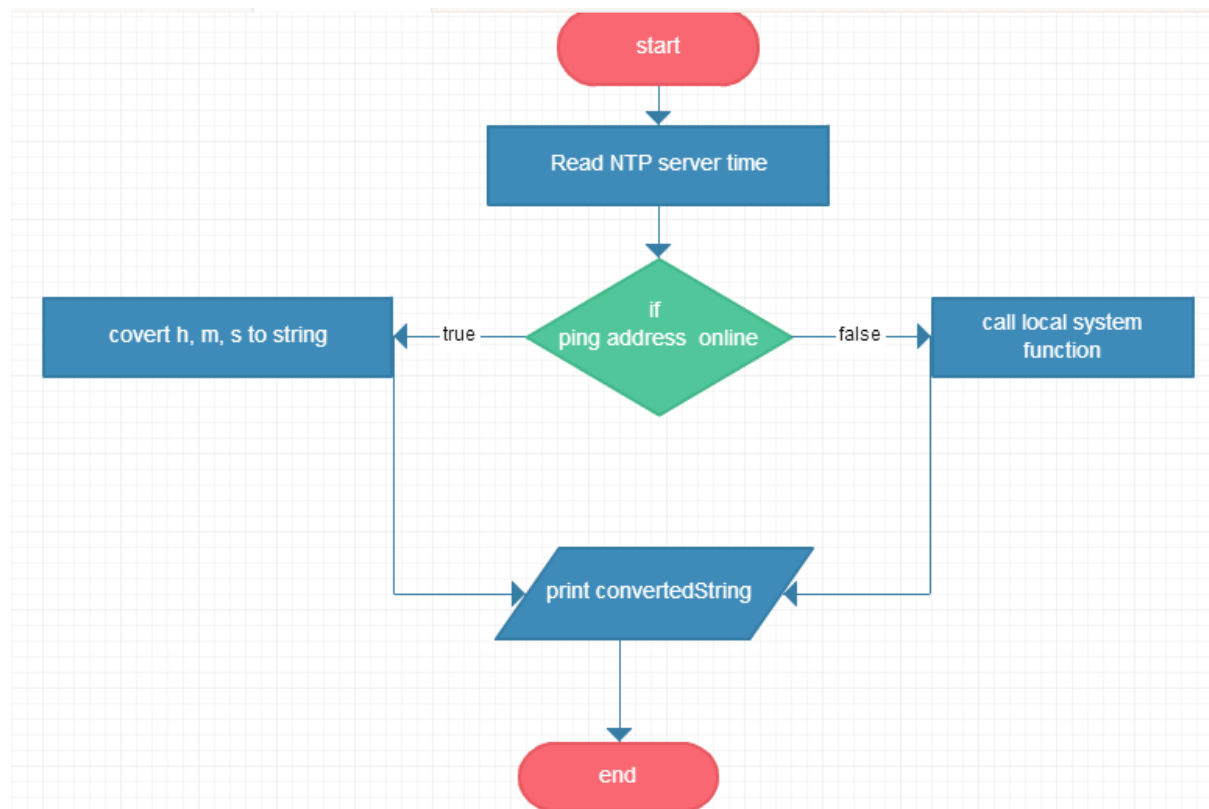 start
Read NTP server time
if
ping address online
true
false
covert h, m, s to string
call local system
function
print convertedString
end